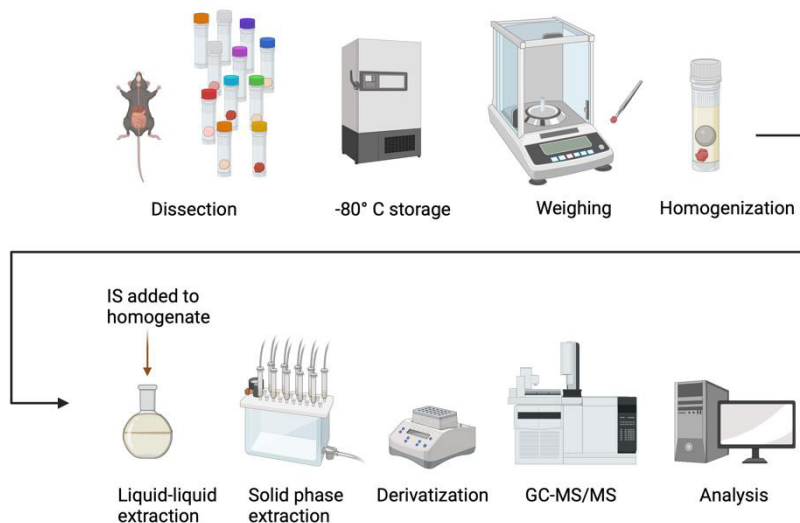 Dissection
-80° C storage
Weighing
Homogenization
IS added to
homogenate
Liquid-liquid
extraction
Solid phase
extraction
Derivatization
GC-MS/MS
Analysis